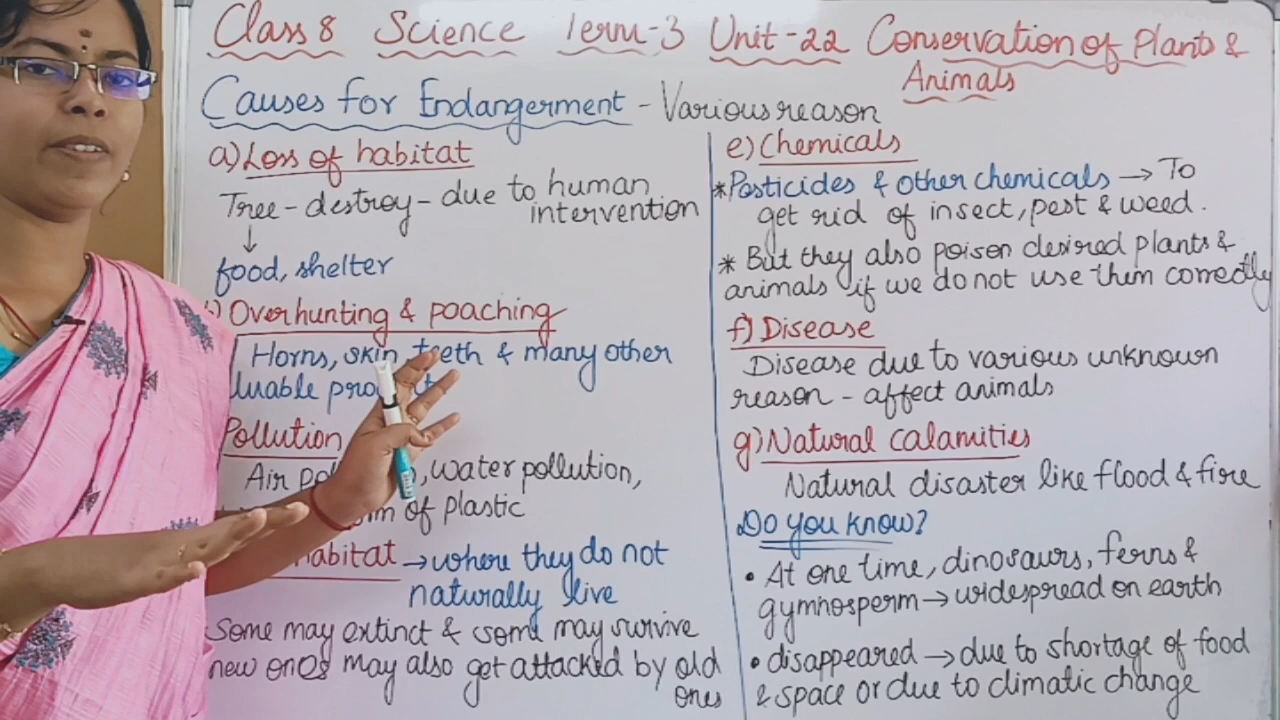 Class 8 Science Term-3 Unit-22 Conservation of Plants &
Animals
Causes for Endangerment - Various reason
a) Loss of habitat
Tree - destroy - due to human
intervention
↓
food, shelter
) Overhunting & poaching
Horns, skin, teeth & many other
luable
Pollution
Air , water pollution,
of plastic
habitat → where they do not
naturally live
Some may extinct & some may survive
new ones may also get attacked by old
ones
e) Chemicals
* Pasticides & other chemicals → To
get rid of insect, pest & weed.
* But they also poison desired plants &
animals if we do not use them correctly
f) Disease
Disease due to various unknown
reason - affect animals
g) Natural calamities
Natural disaster like flood & fire
Do you know?
• At one time, dinosaurs, ferns &
gymnosperm → widespread on earth
• disappeared → due to shortage of food
& space or due to climatic change